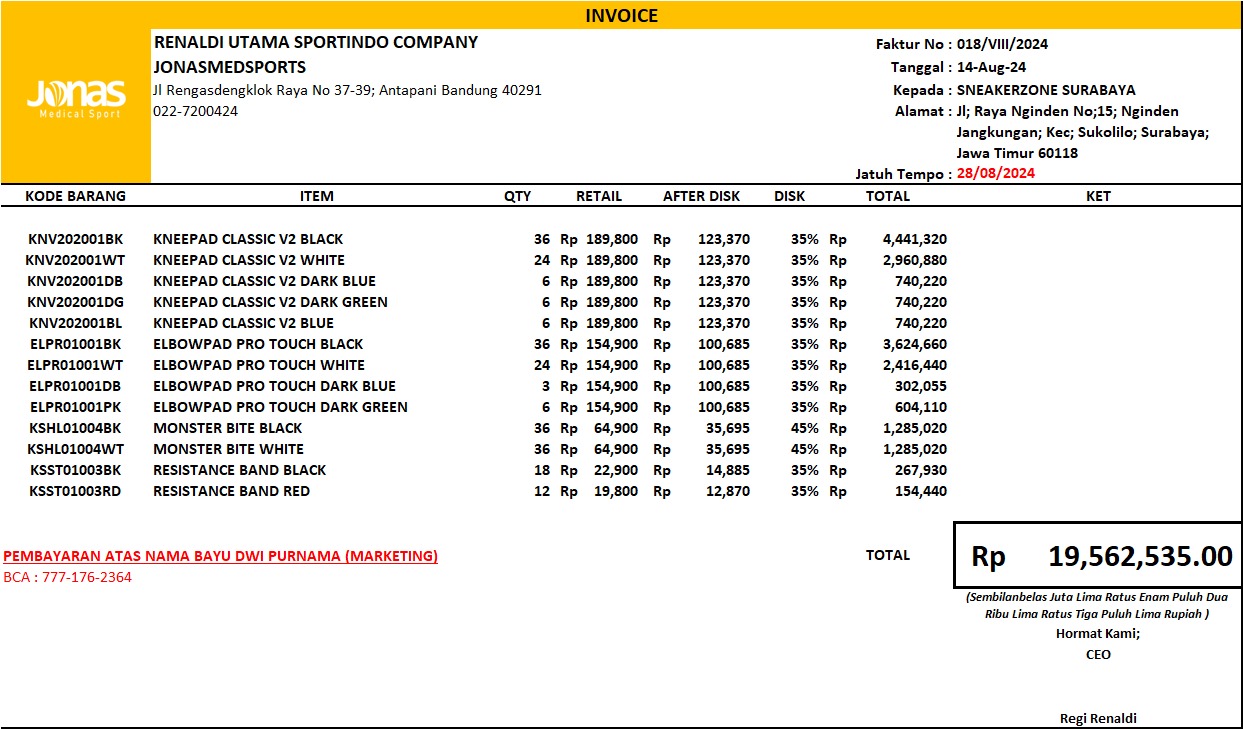 INVOICE
Jonas
Medical Sport
RENALDI UTAMA SPORTINDO COMPANY
JONASMEDSPORTS
Jl Rengasdengklok Raya No 37-39; Antapani Bandung 40291
022-7200424
Faktur No : 018/VIII/2024
Tanggal : 14-Aug-24
Kepada : SNEAKERZONE SURABAYA
Alamat : Jl; Raya Nginden No;15; Nginden
Jangkungan; Kec; Sukolilo; Surabaya;
Jawa Timur 60118
Jatuh Tempo : 28/08/2024
KODE BARANG ITEM QTY RETAIL AFTER DISK DISK TOTAL KET
KNV202001BK KNEEPAD CLASSIC V2 BLACK 36 Rp 189,800 Rp 123,370 35% Rp 4,441,320
KNV202001WT KNEEPAD CLASSIC V2 WHITE 24 Rp 189,800 Rp 123,370 35% Rp 2,960,880
KNV202001DB KNEEPAD CLASSIC V2 DARK BLUE 6 Rp 189,800 Rp 123,370 35% Rp 740,220
KNV202001DG KNEEPAD CLASSIC V2 DARK GREEN 6 Rp 189,800 Rp 123,370 35% Rp 740,220
KNV202001BL KNEEPAD CLASSIC V2 BLUE 6 Rp 189,800 Rp 123,370 35% Rp 740,220
ELPR01001BK ELBOWPAD PRO TOUCH BLACK 36 Rp 154,900 Rp 100,685 35% Rp 3,624,660
ELPR01001WT ELBOWPAD PRO TOUCH WHITE 24 Rp 154,900 Rp 100,685 35% Rp 2,416,440
ELPR01001DB ELBOWPAD PRO TOUCH DARK BLUE 3 Rp 154,900 Rp 100,685 35% Rp 302,055
ELPR01001PK ELBOWPAD PRO TOUCH DARK GREEN 6 Rp 154,900 Rp 100,685 35% Rp 604,110
KSHL01004BK MONSTER BITE BLACK 36 Rp 64,900 Rp 35,695 45% Rp 1,285,020
KSHL01004WT MONSTER BITE WHITE 36 Rp 64,900 Rp 35,695 45% Rp 1,285,020
KSST01003BK RESISTANCE BAND BLACK 18 Rp 22,900 Rp 14,885 35% Rp 267,930
KSST01003RD RESISTANCE BAND RED 12 Rp 19,800 Rp 12,870 35% Rp 154,440
PEMBAYARAN ATAS NAMA BAYU DWI PURNAMA (MARKETING)
BCA : 777-176-2364
TOTAL Rp 19,562,535.00
(Sembilanbelas Juta Lima Ratus Enam Puluh Dua
Ribu Lima Ratus Tiga Puluh Lima Rupiah )
Hormat Kami;
CEO
Regi Renaldi